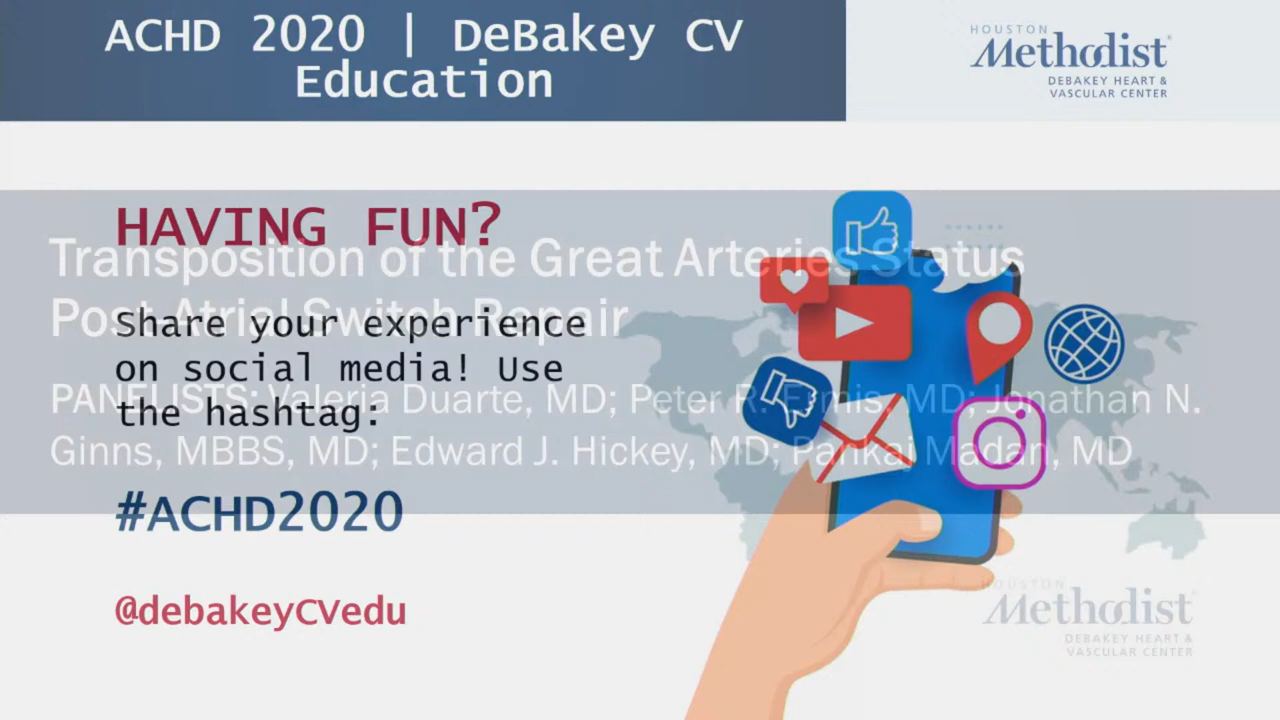 ACHD 2020 | DeBakey CV
Education
HOUSTON
Methodist®
DEBAKEY HEART &
VASCULAR CENTER
HAVING FUN?
Transposition of the Great Arteries Status
Post Atrial Switch Repair
Share your experience
on social media! Use
the hashtag:
PANELISTS: Valeria Duarte, MD; Peter R. Ermis, MD; Jonathan N.
Ginns, MBBS, MD; Edward J. Hickey, MD; Pankaj Madan, MD
#ACHD2020
@debakeyCVedu
HOUSTON
Methodist®
DEBAKEY HEART &
VASCULAR CENTER